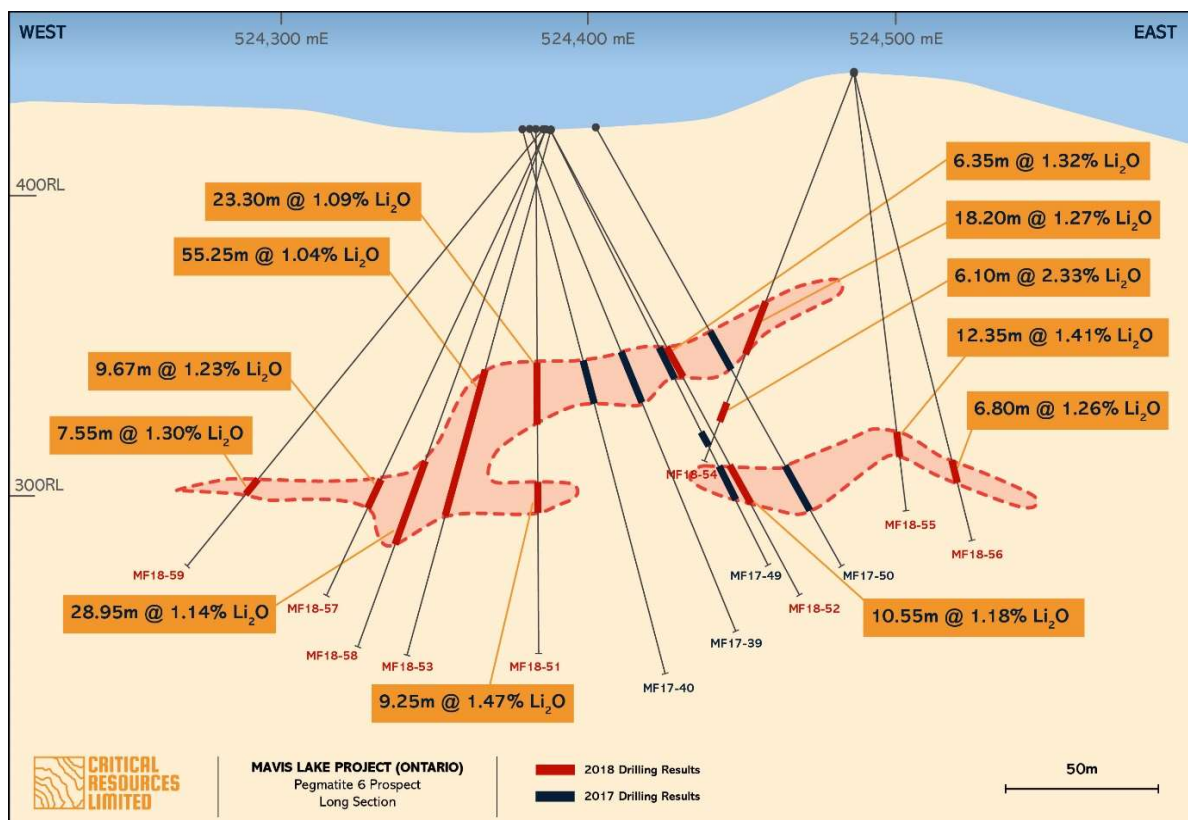 WEST
524,300 mE
524,400 mE
524,500 mE
EAST
400RL
300RL
23.30m @ 1.09% Li₂O
55.25m @ 1.04% Li₂O
9.67m @ 1.23% Li₂O
7.55m @ 1.30% Li₂O
6.35m @ 1.32% Li₂O
18.20m @ 1.27% Li₂O
6.10m @ 2.33% Li₂O
12.35m @ 1.41% Li₂O
6.80m @ 1.26% Li₂O
MF18-54
MF18-55
MF18-56
MF18-59
MF17-49
MF17-50
28.95m @ 1.14% Li₂O
MF18-57
MF18-52
10.55m @ 1.18% Li₂O
MF17-39
MF18-58
MF18-53
MF18-51
MF17-40
9.25m @ 1.47% Li₂O
CRITICAL
RESOURCES
LIMITED
MAVIS LAKE PROJECT (ONTARIO)
Pegmatite 6 Prospect
Long Section
2018 Drilling Results
2017 Drilling Results
50m